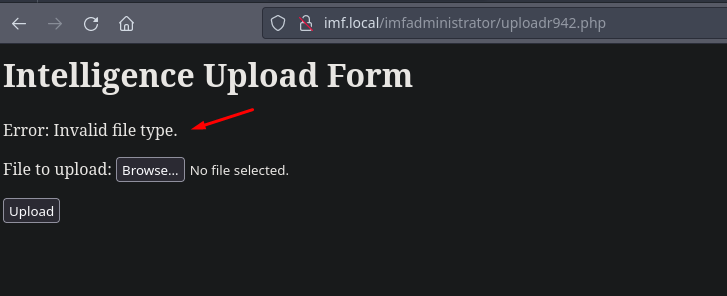 imf.local/imfadministrator/uploadr942.php
Intelligence Upload Form
Error: Invalid file type.
File to upload: Browse... No file selected.
Upload